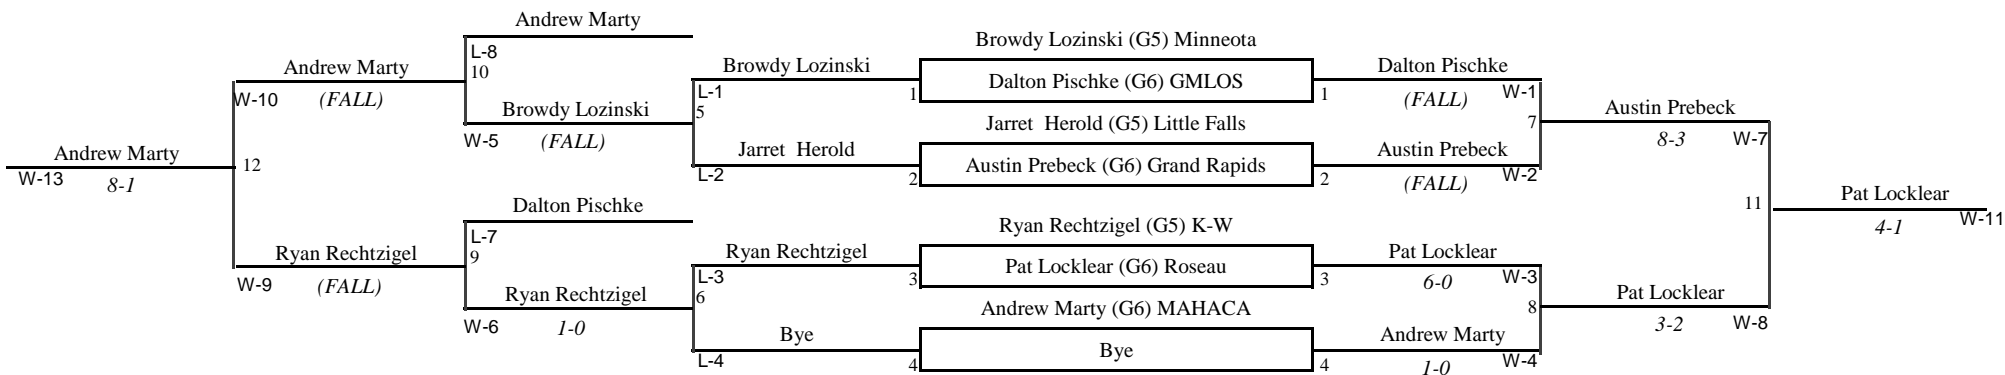 Andrew Marty
L-8
10
Browdy Lozinski (G5) Minneota
Andrew Marty
Browdy Lozinski
Dalton Pischke (G6) GMLOS
Dalton Pischke
W-10
(FALL)
L-1
1
1
(FALL)
W-1
Browdy Lozinski
5
Jarret  Herold (G5) Little Falls
7
Austin Prebeck
W-5
(FALL)
8-3
W-7
Andrew Marty
12
Jarret  Herold
Austin Prebeck (G6) Grand Rapids
Austin Prebeck
W-13
8-1
L-2
2
2
(FALL)
W-2
Dalton Pischke
11
Pat Locklear
L-7
9
Ryan Rechtzigel (G5) K-W
4-1
W-11
Ryan Rechtzigel
Ryan Rechtzigel
Pat Locklear (G6) Roseau
Pat Locklear
W-9
(FALL)
L-3
3
3
6-0
W-3
Ryan Rechtzigel
6
Andrew Marty (G6) MAHACA
8
Pat Locklear
W-6
1-0
3-2
W-8
Bye
Bye
Andrew Marty
L-4
4
4
1-0
W-4